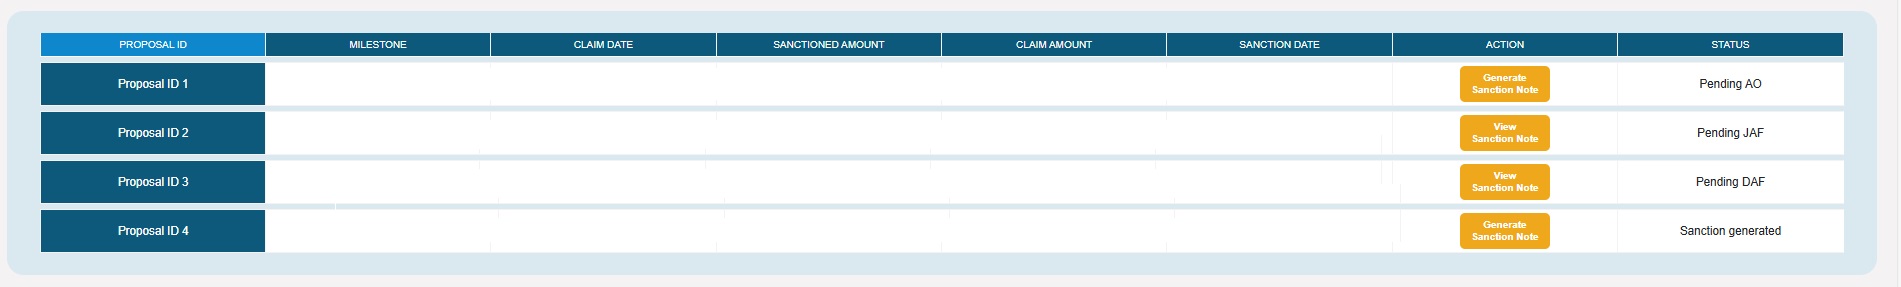 PROPOSAL ID MILESTONE CLAIM DATE SANCTIONED AMOUNT CLAIM AMOUNT SANCTION DATE ACTION STATUS
Proposal ID 1 Generate Sanction Note Pending AO
Proposal ID 2 View Sanction Note Pending JAF
Proposal ID 3 View Sanction Note Pending DAF
Proposal ID 4 Generate Sanction Note Sanction generated